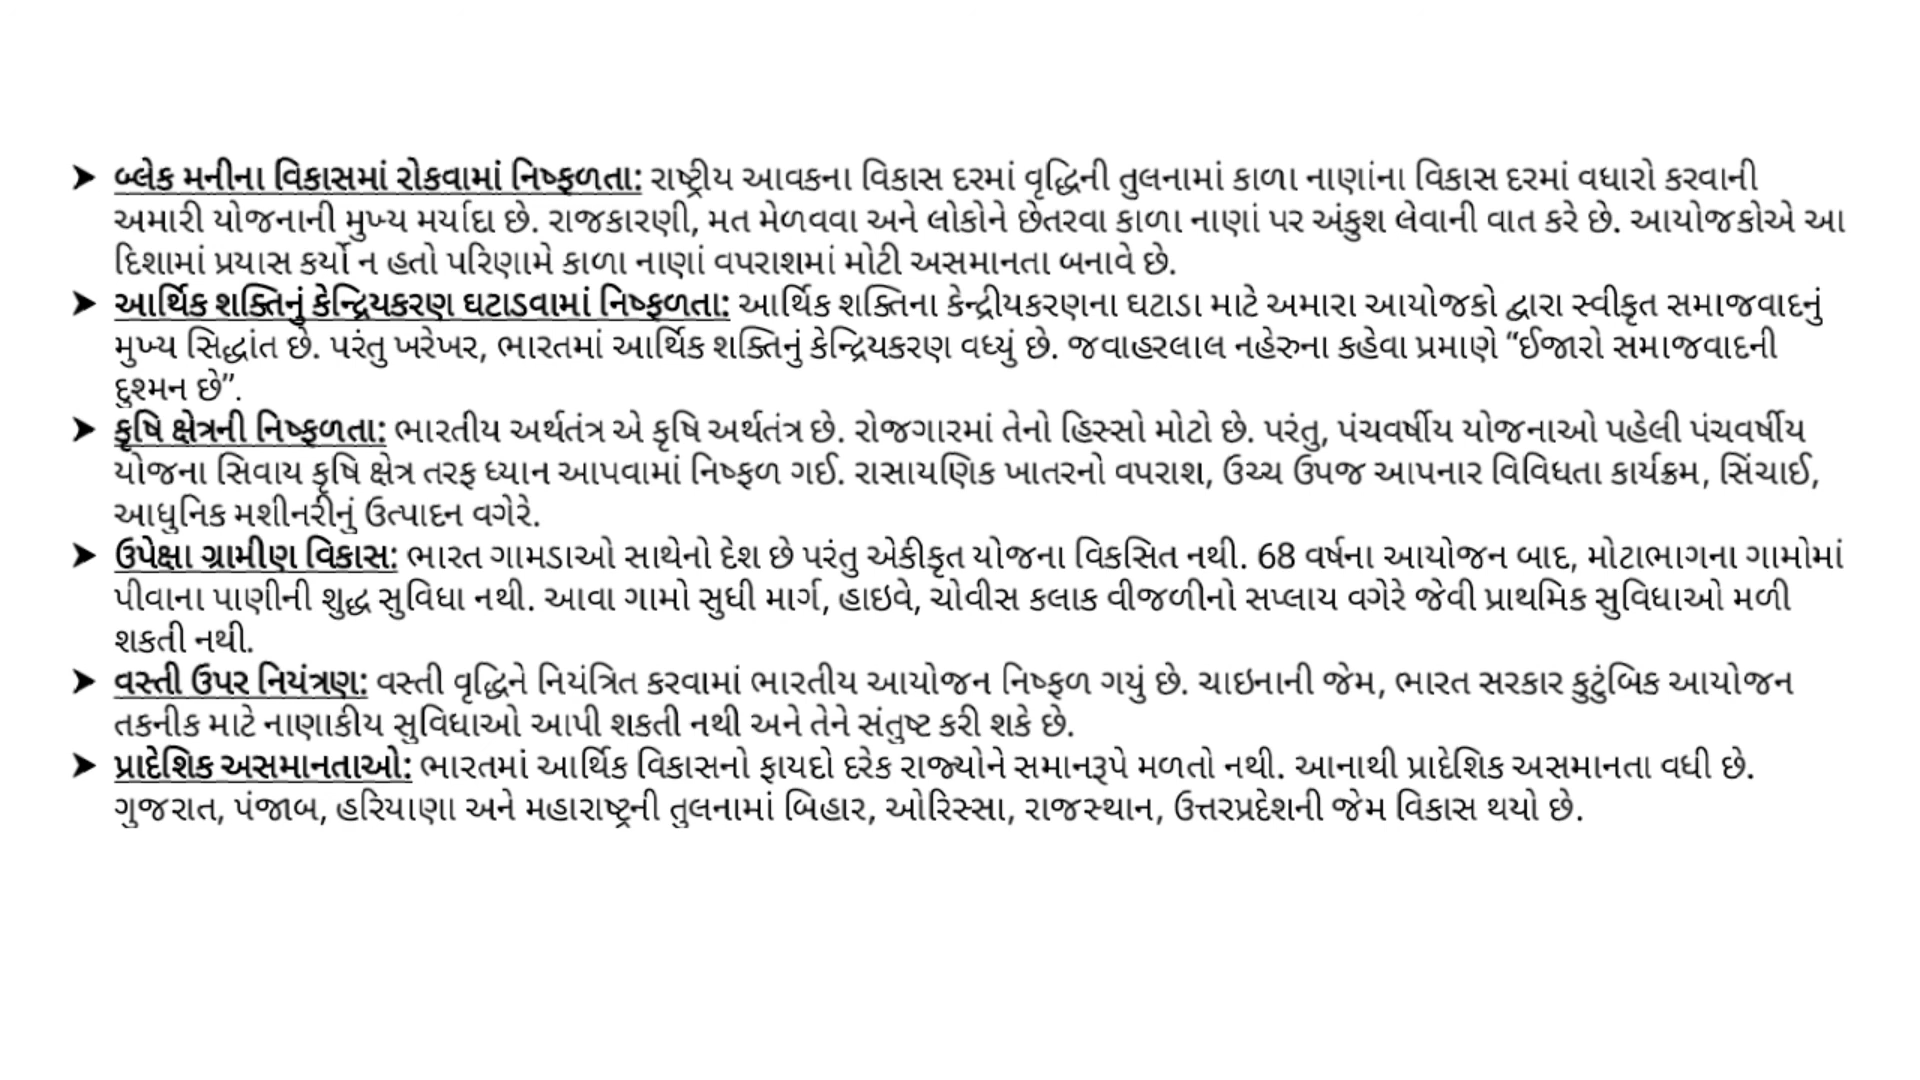 ➤ બ્લેક મનીના વિકાસમાં રોકવામાં નિષ્ફળતા: રાષ્ટ્રીય આવકના વિકાસ દરમાં વૃદ્ધિની તુલનામાં કાળા નાણાંના વિકાસ દરમાં વધારો કરવાની
અમારી યોજનાની મુખ્ય મર્યાદા છે. રાજકારણી, મત મેળવવા અને લોકોને છેતરવા કાળા નાણાં પર અંકુશ લેવાની વાત કરે છે. આયોજકોએ આ
દિશામાં પ્રયાસ કર્યો ન હતો પરિણામે કાળા નાણાં વપરાશમાં મોટી અસમાનતા બનાવે છે.
➤ આર્થિક શક્તિનું કેન્દ્રિયકરણ ઘટાડવામાં નિષ્ફળતા: આર્થિક શક્તિના કેન્દ્રીયકરણના ઘટાડા માટે અમારા આયોજકો દ્વારા સ્વીકૃત સમાજવાદનું
મુખ્ય સિદ્ધાંત છે. પરંતુ ખરેખર, ભારતમાં આર્થિક શક્તિનું કેન્દ્રિયકરણ વધ્યું છે. જવાહરલાલ નહેરુના કહેવા પ્રમાણે “ઈજારો સમાજવાદની
દુશ્મન છે”.
➤ કૃષિ ક્ષેત્રની નિષ્ફળતા: ભારતીય અર્થતંત્ર એ કૃષિ અર્થતંત્ર છે. રોજગારમાં તેનો હિસ્સો મોટો છે. પરંતુ, પંચવર્ષીય યોજનાઓ પહેલી પંચવર્ષીય
યોજના સિવાય કૃષિ ક્ષેત્ર તરફ ધ્યાન આપવામાં નિષ્ફળ ગઈ. રાસાયણિક ખાતરનો વપરાશ, ઉચ્ચ ઉપજ આપનાર વિવિધતા કાર્યક્રમ, સિંચાઈ,
આધુનિક મશીનરીનું ઉત્પાદન વગેરે.
➤ ઉપેક્ષા ગ્રામીણ વિકાસ: ભારત ગામડાઓ સાથેનો દેશ છે પરંતુ એકીકૃત યોજના વિકસિત નથી. 68 વર્ષના આયોજન બાદ, મોટાભાગના ગામોમાં
પીવાના પાણીની શુદ્ધ સુવિધા નથી. આવા ગામો સુધી માર્ગ, હાઇવે, ચોવીસ કલાક વીજળીનો સપ્લાય વગેરે જેવી પ્રાથમિક સુવિધાઓ મળી
શકતી નથી.
➤ વસ્તી ઉપર નિયંત્રણ: વસ્તી વૃદ્ધિને નિયંત્રિત કરવામાં ભારતીય આયોજન નિષ્ફળ ગયું છે. ચાઇનાની જેમ, ભારત સરકાર કુટુંબિક આયોજન
તકનીક માટે નાણાકીય સુવિધાઓ આપી શકતી નથી અને તેને સંતુષ્ટ કરી શકે છે.
➤ પ્રાદેશિક અસમાનતાઓ: ભારતમાં આર્થિક વિકાસનો ફાયદો દરેક રાજ્યોને સમાનરૂપે મળતો નથી. આનાથી પ્રાદેશિક અસમાનતા વધી છે.
ગુજરાત, પંજાબ, હરિયાણા અને મહારાષ્ટ્રની તુલનામાં બિહાર, ઓરિસ્સા, રાજસ્થાન, ઉત્તરપ્રદેશની જેમ વિકાસ થયો છે.